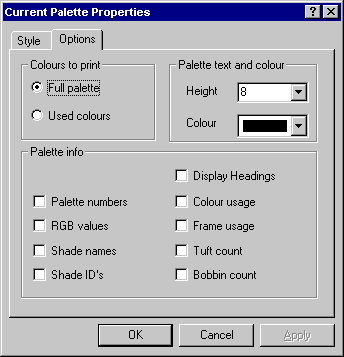 Current Palette Properties
Style Options
Colours to print
Full palette
Used colours
Palette text and colour
Height 8
Colour
Palette info
Display Headings
Palette numbers Colour usage
RGB values Frame usage
Shade names Tuft count
Shade ID's Bobbin count
OK Cancel Apply